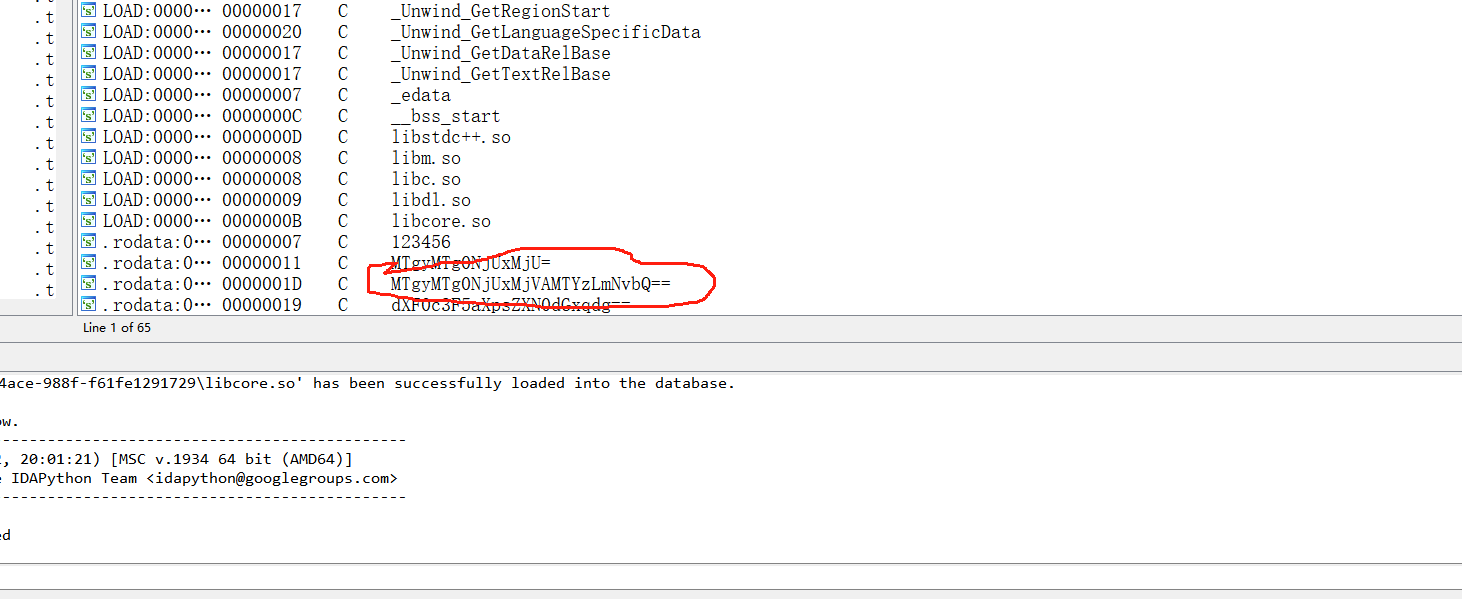 LOAD:0000… 00000017 C _Unwind_GetRegionStart
LOAD:0000… 00000020 C _Unwind_GetLanguageSpecificData
LOAD:0000… 00000017 C _Unwind_GetDataRelBase
LOAD:0000… 00000017 C _Unwind_GetTextRelBase
.t LOAD:0000… 00000007 C _edata
.t LOAD:0000… 0000000C C __bss_start
.t LOAD:0000… 0000000D C libstdc++.so
.t LOAD:0000… 00000008 C libm.so
.t LOAD:0000… 00000008 C libc.so
.t LOAD:0000… 00000009 C libdl.so
.t LOAD:0000… 0000000B C libcore.so
.t .rodata:0… 00000007 C 123456
.t .rodata:0… 00000011 C MTgyMTg0NjUxMjU=
.t .rodata:0… 0000001D C MTgyMTg0NjUxMjVAMTYzLmNvbQ==
.rodata:0… 00000019 C
Line 1 of 65
4ace-988f-f61fe1291729\libcore.so' has been successfully loaded into the database.
ow.
, 20:01:21) [MSC v.1934 64 bit (AMD64)]
IDAPython Team <idapython@googlegroups.com>
ed